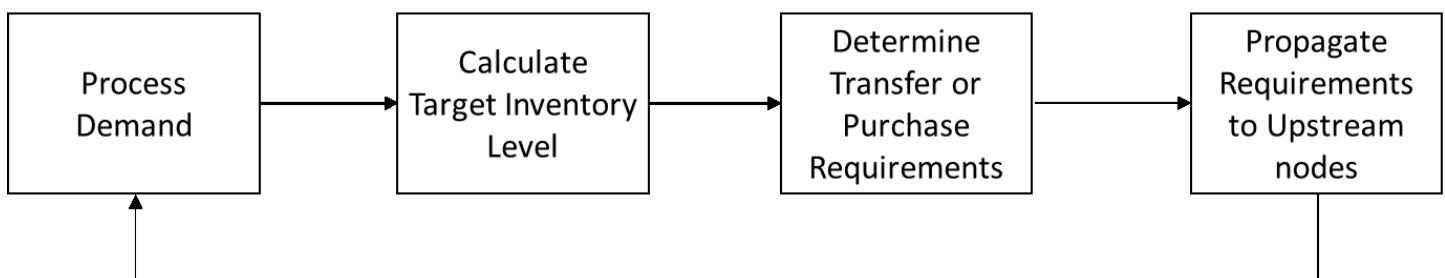 Process
Demand
Calculate
Target Inventory
Level
Determine
Transfer or
Purchase
Requirements
Propagate
Requirements
to Upstream
nodes